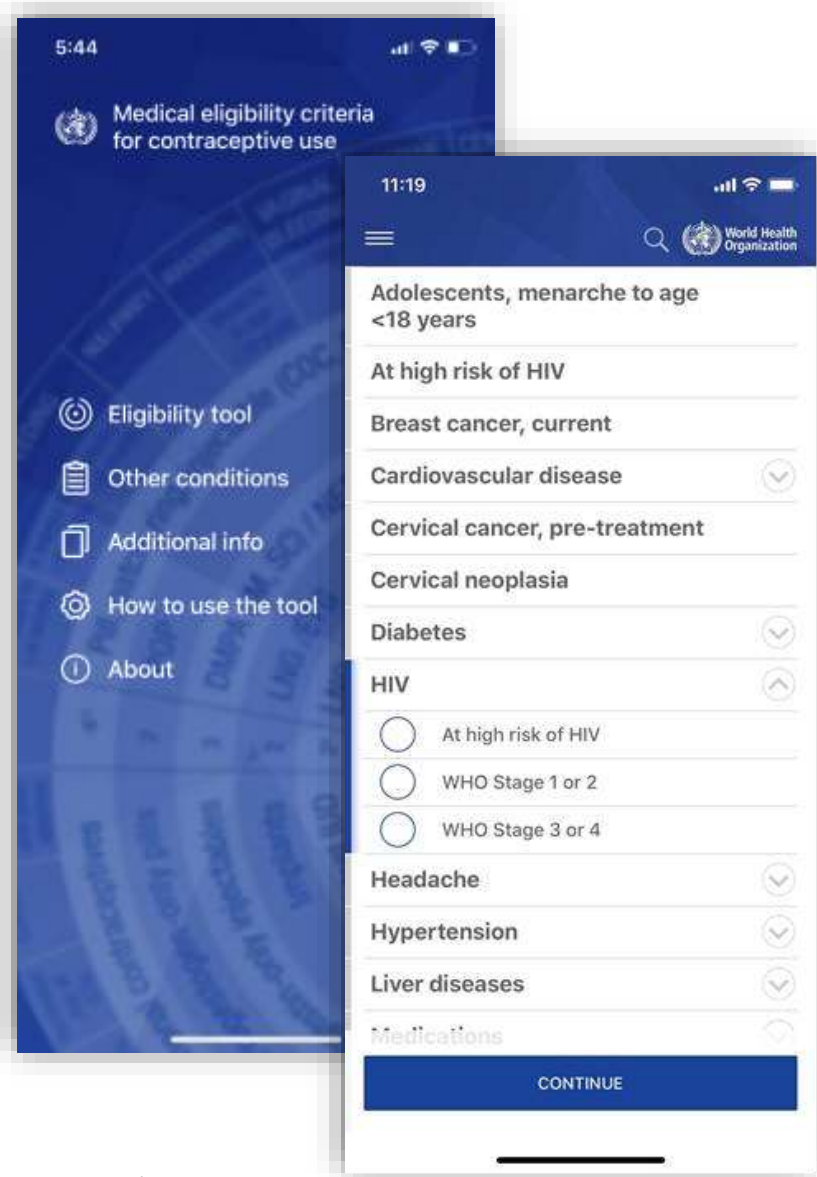 5:44
Medical eligibility criteria
for contraceptive use
Eligibility tool
Other conditions
Additional info
How to use the tool
About
11:19
World Health
Organization
Adolescents, menarche to age
<18 years
At high risk of HIV
Breast cancer, current
Cardiovascular disease
Cervical cancer, pre-treatment
Cervical neoplasia
Diabetes
HIV
At high risk of HIV
WHO Stage 1 or 2
WHO Stage 3 or 4
Headache
Hypertension
Liver diseases
Medications
CONTINUE